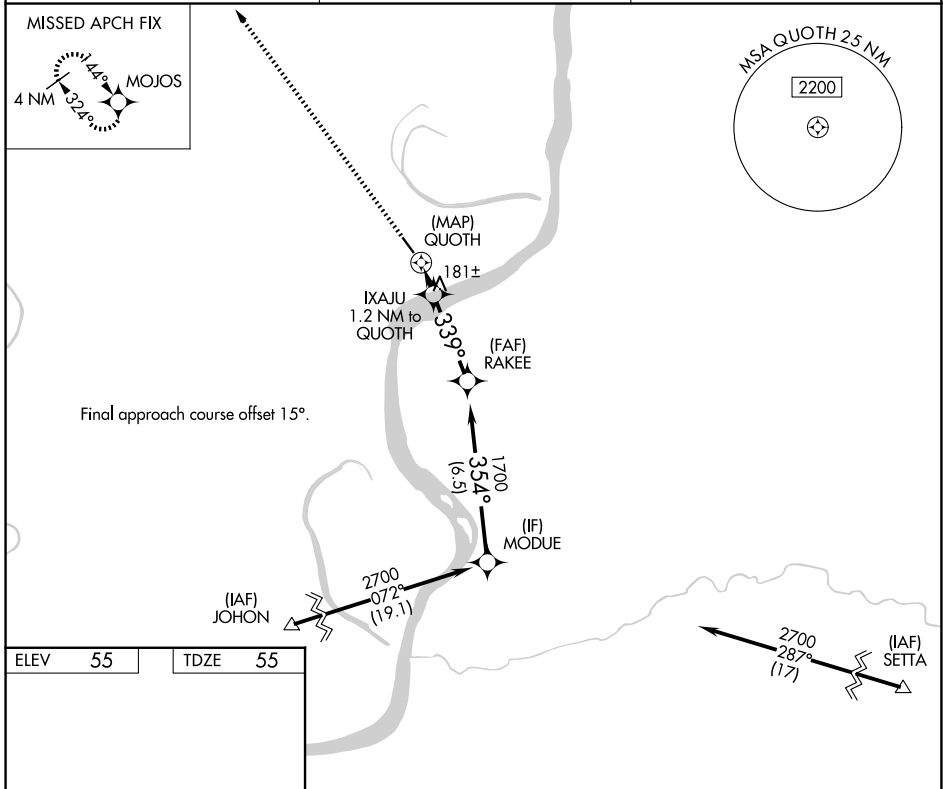 MISSED APCH FIX
4 NM
144°
324°
MOJOS
MSA QUOTH 25 NM
2200
(MAP)
QUOTH
181±
IXAJU
1.2 NM to
QUOTH
339°
(FAF)
RAKEE
Final approach course offset 15°.
1700
354°
(6.5)
(IF)
MODUE
(IAF)
JOHON
2700
072°
(19.1)
2700
287°
(17)
(IAF)
SETTA
ELEV 55
TDZE 55